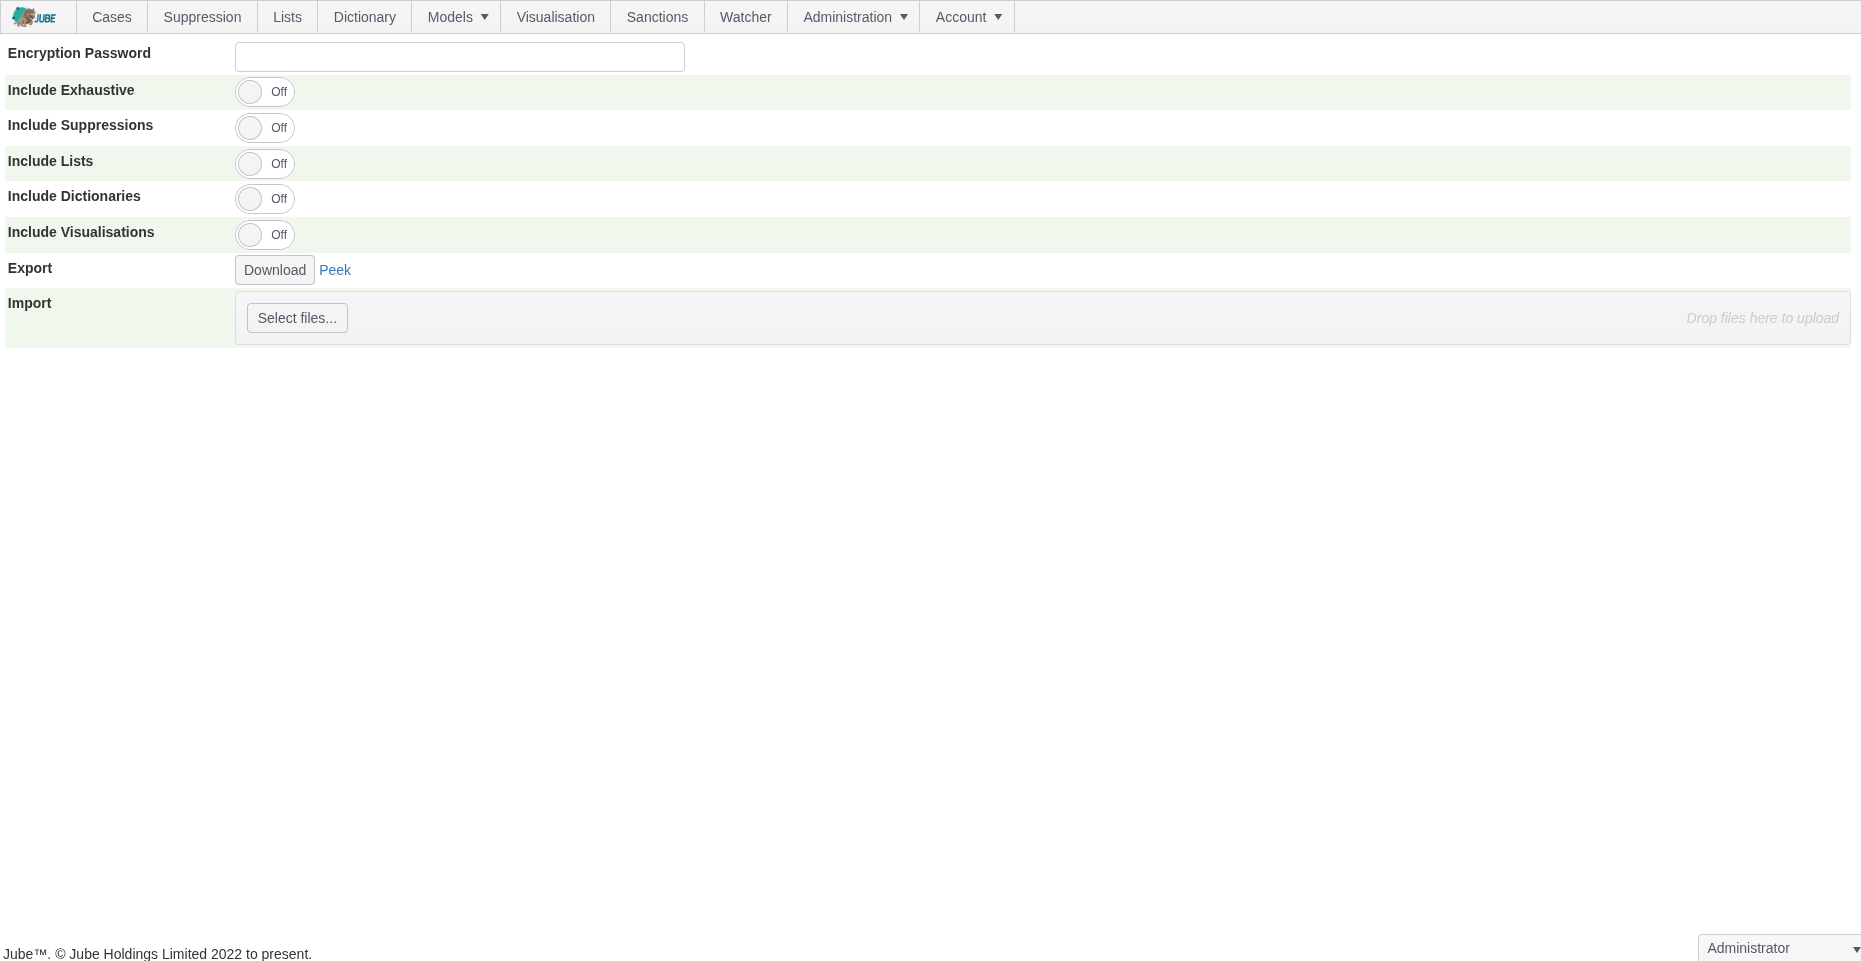 JUBE Cases Suppression Lists Dictionary Models Visualisation Sanctions Watcher Administration Account
Encryption Password
Include Exhaustive Off
Include Suppressions Off
Include Lists Off
Include Dictionaries Off
Include Visualisations Off
Export Download Peek
Import Select files... Drop files here to upload
Jube™. © Jube Holdings Limited 2022 to present. Administrator